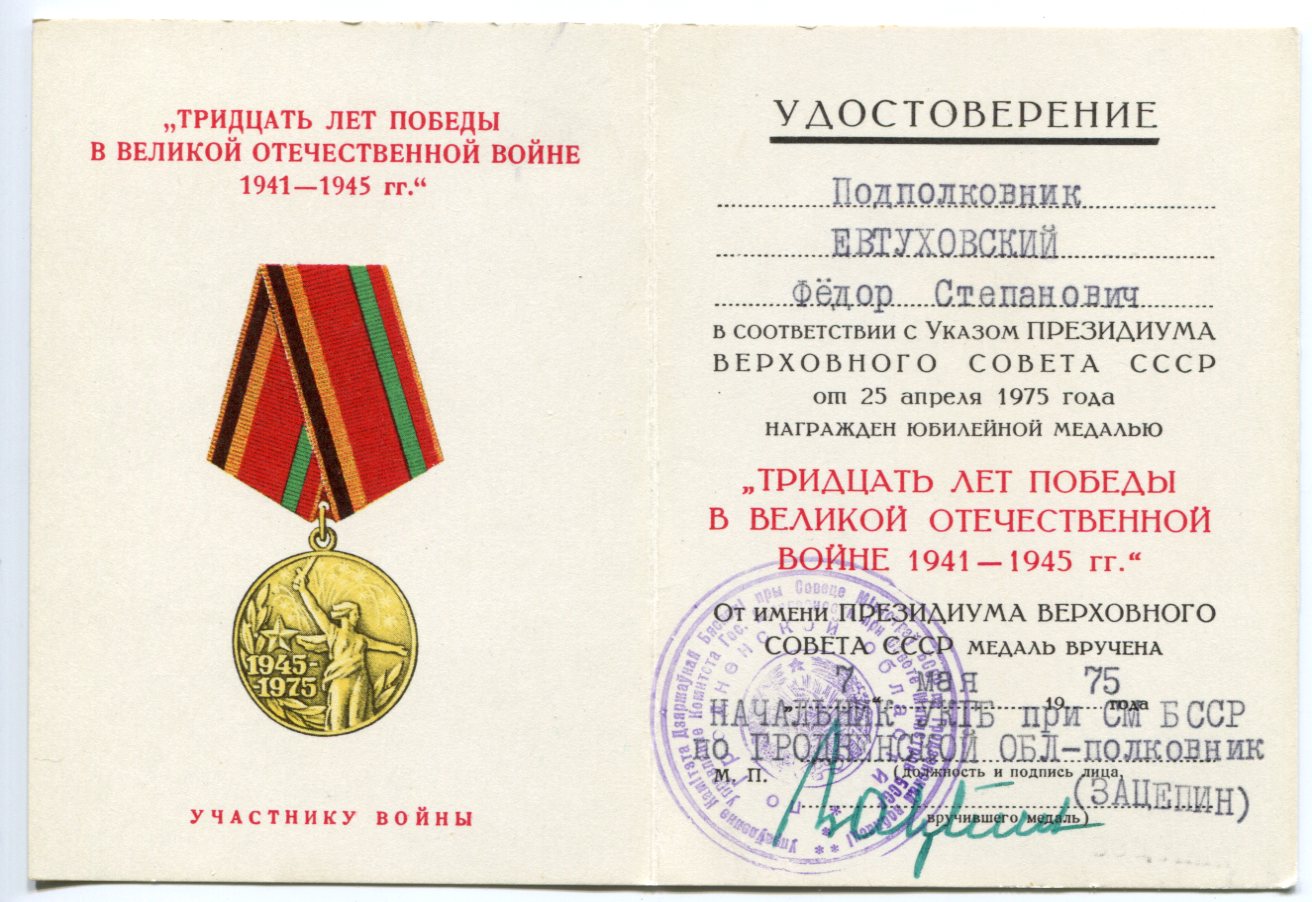 „ТРИДЦАТЬ ЛЕТ ПОБЕДЫ
В ВЕЛИКОЙ ОТЕЧЕСТВЕННОЙ ВОЙНЕ
1941—1945 гг.“
1945-
-1975
УЧАСТНИКУ ВОЙНЫ
УДОСТОВЕРЕНИЕ
Подполковник
ЕВТУХОВСКИЙ
Фёдор Степанович
В СООТВЕТСТВИИ С УКАЗОМ ПРЕЗИДИУМА
ВЕРХОВНОГО СОВЕТА СССР
от 25 апреля 1975 года
НАГРАЖДЕН ЮБИЛЕЙНОЙ МЕДАЛЬЮ
„ТРИДЦАТЬ ЛЕТ ПОБЕДЫ
В ВЕЛИКОЙ ОТЕЧЕСТВЕННОЙ
ВОЙНЕ 1941—1945 гг.“
ОТ ИМЕНИ ПРЕЗИДИУМА ВЕРХОВНОГО
СОВЕТА СССР МЕДАЛЬ ВРУЧЕНА
„7“ мая 1975 года
НАЧАЛЬНИК УКГБ при СМ БССР
по ГРОДНЕНСКОЙ ОБЛ-полковник
М. П. (должность и подпись лица,
(ЗАЦЕПИН)
вручившего медаль)